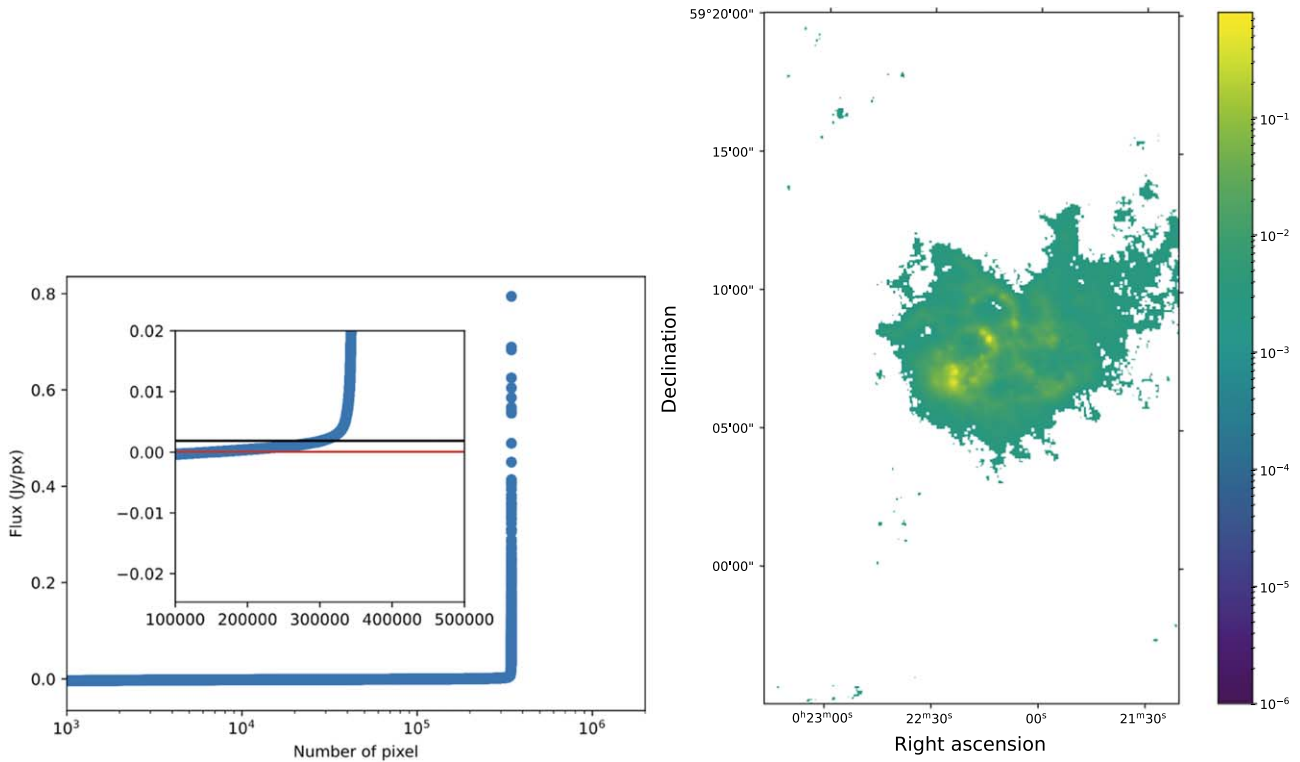 0.8
0.6
0.4
0.2
0.0
Flux (Jy/px)
10³
10⁴
10⁵
10⁶
Number of pixel
0.02
0.01
0.00
−0.01
−0.02
100000 200000 300000 400000 500000
59°20'00"
15'00"
10'00"
05'00"
00'00"
Declination
0ʰ23ᵐ00ˢ
22ᵐ30ˢ
00ˢ
21ᵐ30ˢ
Right ascension
10⁻¹
10⁻²
10⁻³
10⁻⁴
10⁻⁵
10⁻⁶